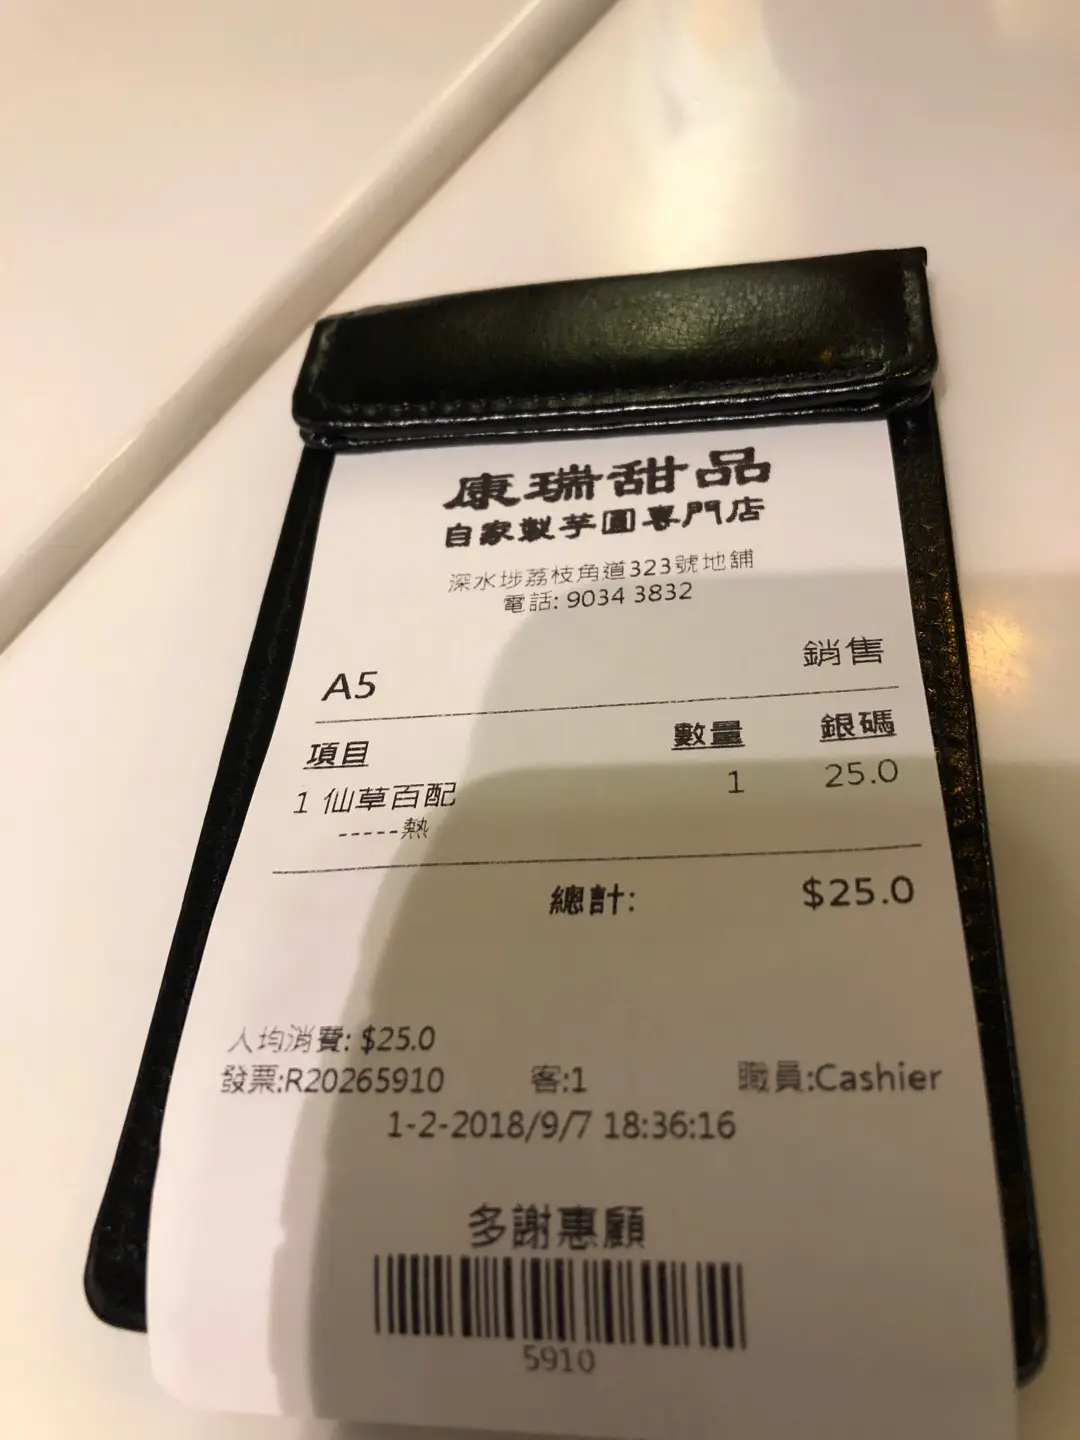 康瑞甜品
自家製芋圓專門店
深水埗荔枝角道323號地舖
電話: 9034 3832
A5 銷售
項目 數量 銀碼
1 仙草百配 1 25.0
-----熱
總計: $25.0
人均消費: $25.0
發票:R20265910 客:1 職員:Cashier
1-2-2018/9/7 18:36:16
多謝惠顧
5910